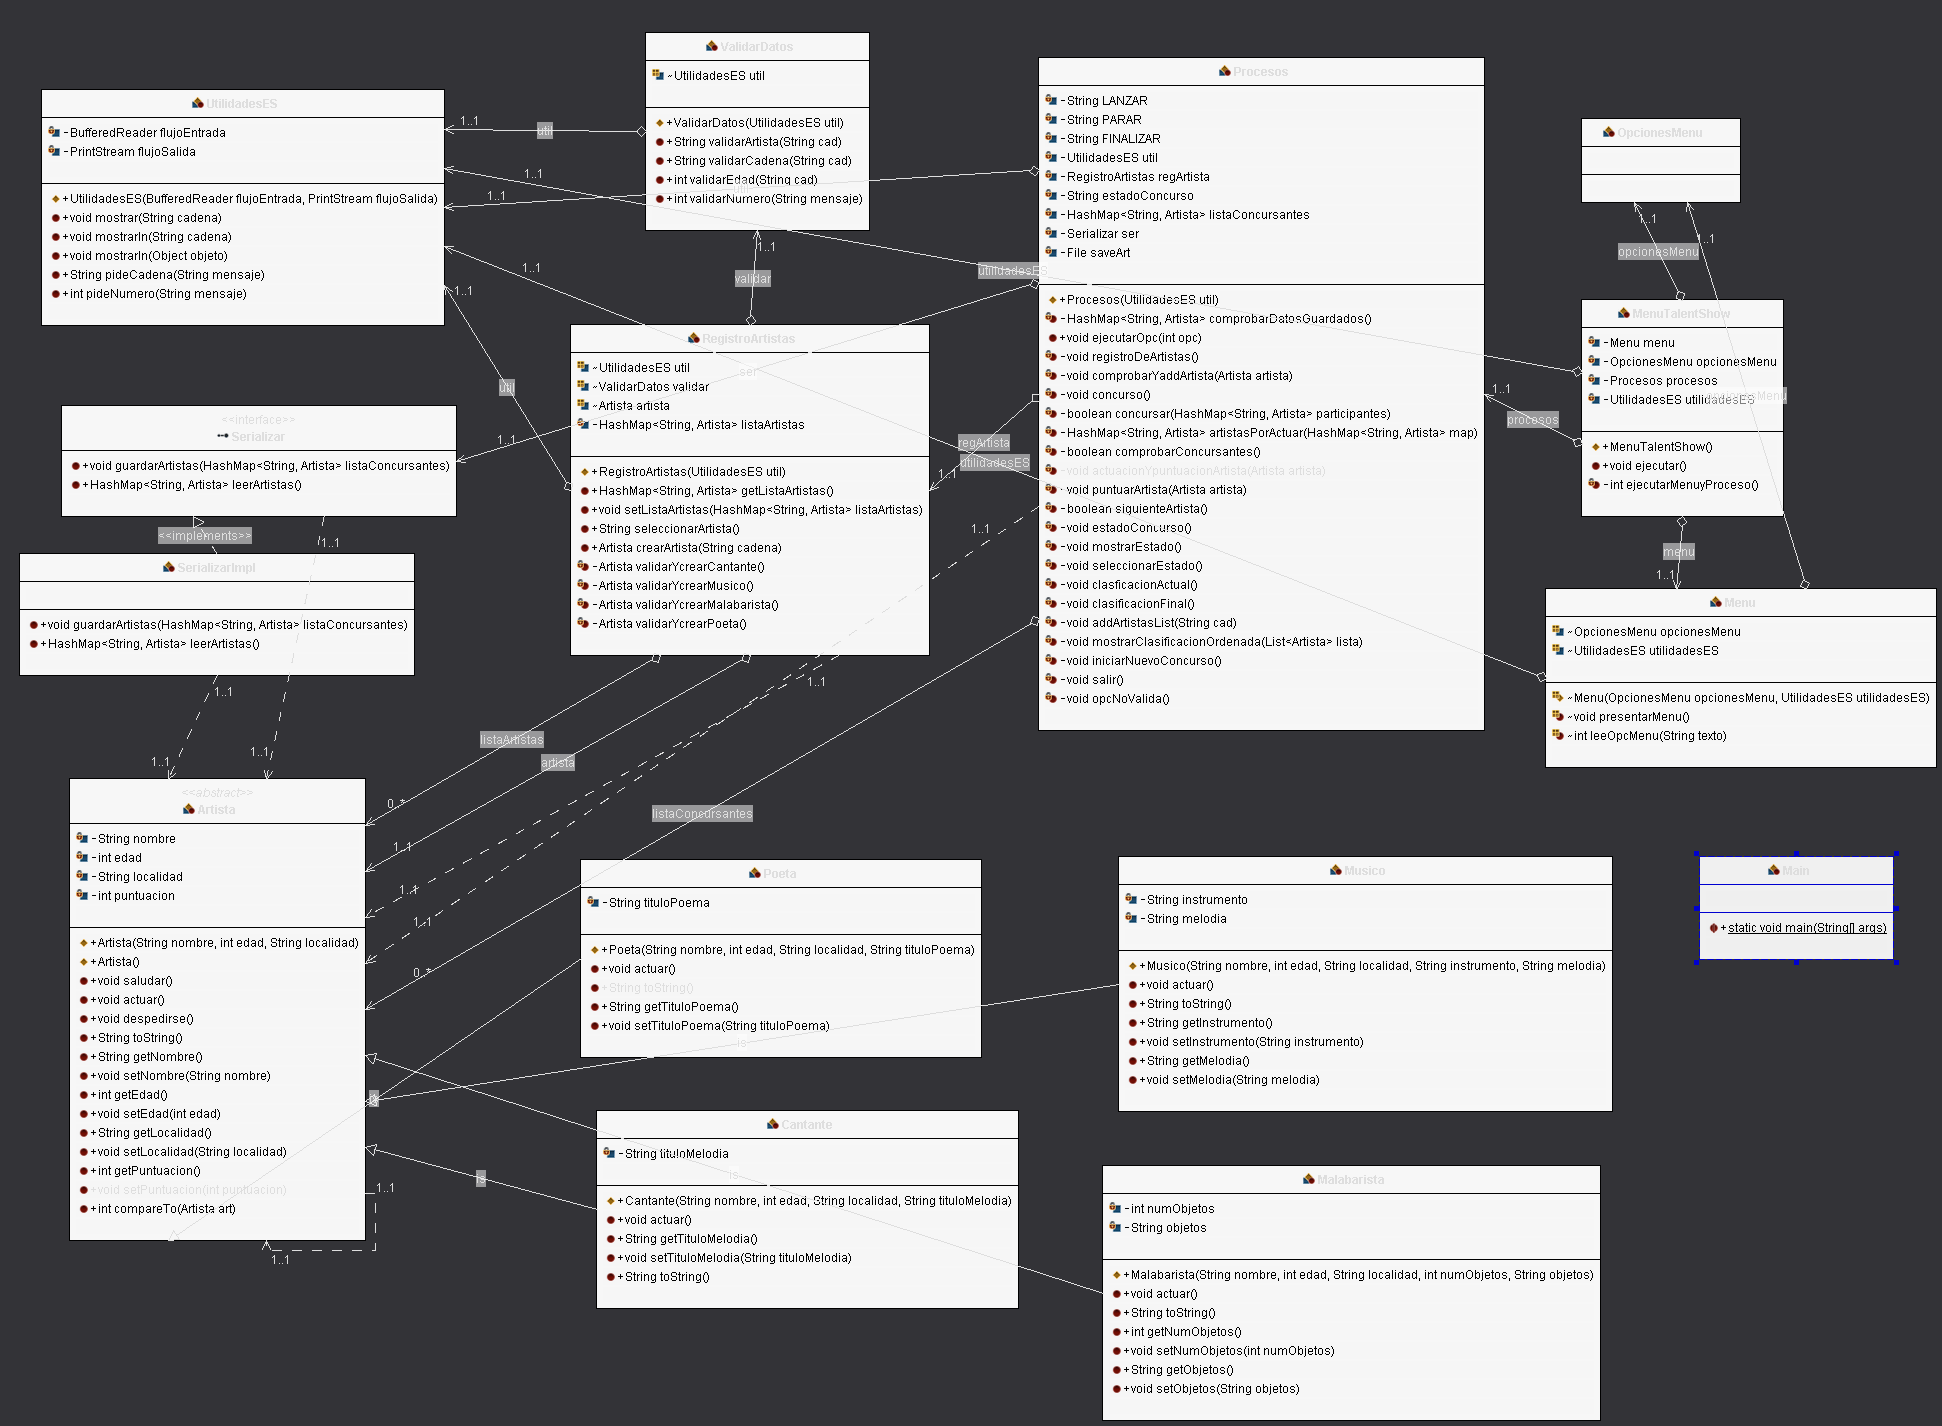 ValidarDatos
~UtilidadesES util
+ValidarDatos(UtilidadesES util)
+String validarArtista(String cad)
+String validarCadena(String cad)
+int validarEdad(String cad)
+int validarNumero(String mensaje)
UtilidadesES
-BufferedReader flujoEntrada
-PrintStream flujoSalida
+UtilidadesES(BufferedReader flujoEntrada, PrintStream flujoSalida)
+void mostrar(String cadena)
+void mostrarln(String cadena)
+void mostrarln(Object objeto)
+String pideCadena(String mensaje)
+int pideNumero(String mensaje)
1..1
util
1..1
1..1
util
1..1
1..1
util
1..1
validar
utilidadesES
Procesos
-String LANZAR
-String PARAR
-String FINALIZAR
-UtilidadesES util
-RegistroArtistas regArtista
-String estadoConcurso
-HashMap<String, Artista> listaConcursantes
-Serializar ser
-File saveArt
+Procesos(UtilidadesES util)
-HashMap<String, Artista> comprobarDatosGuardados()
+void ejecutarOpc(int opc)
-void registroDeArtistas()
-void comprobarYaddArtista(Artista artista)
-void concurso()
-boolean concursar(HashMap<String, Artista> participantes)
-HashMap<String, Artista> artistasPorActuar(HashMap<String, Artista> map)
-boolean comprobarConcursantes()
-void actuacionYpuntuacionArtista(Artista artista)
-void puntuarArtista(Artista artista)
-boolean siguienteArtista()
-void estadoConcurso()
-void mostrarEstado()
-void seleccionarEstado()
-void clasficacionActual()
-void clasificacionFinal()
-void addArtistasList(String cad)
-void mostrarClasificacionOrdenada(List<Artista> lista)
-void iniciarNuevoConcurso()
-void salir()
-void opcNoValida()
OpcionesMenu
1..1
opcionesMenu
1..1
MenuTalentShow
-Menu menu
-OpcionesMenu opcionesMenu
-Procesos procesos
-UtilidadesES utilidadesES
opcionesMenu
+MenuTalentShow()
+void ejecutar()
-int ejecutarMenuyProceso()
1..1
procesos
menu
1..1
Menu
~OpcionesMenu opcionesMenu
~UtilidadesES utilidadesES
~Menu(OpcionesMenu opcionesMenu, UtilidadesES utilidadesES)
~void presentarMenu()
~int leeOpcMenu(String texto)
RegistroArtistas
~UtilidadesES util
~ValidarDatos validar
~Artista artista
-HashMap<String, Artista> listaArtistas
ser
+RegistroArtistas(UtilidadesES util)
+HashMap<String, Artista> getListaArtistas()
+void setListaArtistas(HashMap<String, Artista> listaArtistas)
+String seleccionarArtista()
+Artista crearArtista(String cadena)
-Artista validarYcrearCantante()
-Artista validarYcrearMusico()
-Artista validarYcrearMalabarista()
-Artista validarYcrearPoeta()
regArtista
utilidadesES
1..1
1..1
1..1
<<interface>>
Serializar
+void guardarArtistas(HashMap<String, Artista> listaConcursantes)
+HashMap<String, Artista> leerArtistas()
1..1
<<implements>>
1..1
SerializarImpl
+void guardarArtistas(HashMap<String, Artista> listaConcursantes)
+HashMap<String, Artista> leerArtistas()
1..1
1..1
1..1
listaArtistas
artista
listaConcursantes
0..*
1..1
1..1
1..1
0..*
<<abstract>>
Artista
-String nombre
-int edad
-String localidad
-int puntuacion
+Artista(String nombre, int edad, String localidad)
+Artista()
+void saludar()
+void actuar()
+void despedirse()
+String toString()
+String getNombre()
+void setNombre(String nombre)
+int getEdad()
+void setEdad(int edad)
+String getLocalidad()
+void setLocalidad(String localidad)
+int getPuntuacion()
+void setPuntuacion(int puntuacion)
+int compareTo(Artista art)
1..1
1..1
Poeta
-String tituloPoema
+Poeta(String nombre, int edad, String localidad, String tituloPoema)
+void actuar()
+String toString()
+String getTituloPoema()
+void setTituloPoema(String tituloPoema)
is
Musico
-String instrumento
-String melodia
+Musico(String nombre, int edad, String localidad, String instrumento, String melodia)
+void actuar()
+String toString()
+String getInstrumento()
+void setInstrumento(String instrumento)
+String getMelodia()
+void setMelodia(String melodia)
Main
+static void main(String[] args)
Cantante
-String tituloMelodia
is
is
+Cantante(String nombre, int edad, String localidad, String tituloMelodia)
+void actuar()
+String getTituloMelodia()
+void setTituloMelodia(String tituloMelodia)
+String toString()
Malabarista
-int numObjetos
-String objetos
+Malabarista(String nombre, int edad, String localidad, int numObjetos, String objetos)
+void actuar()
+String toString()
+int getNumObjetos()
+void setNumObjetos(int numObjetos)
+String getObjetos()
+void setObjetos(String objetos)